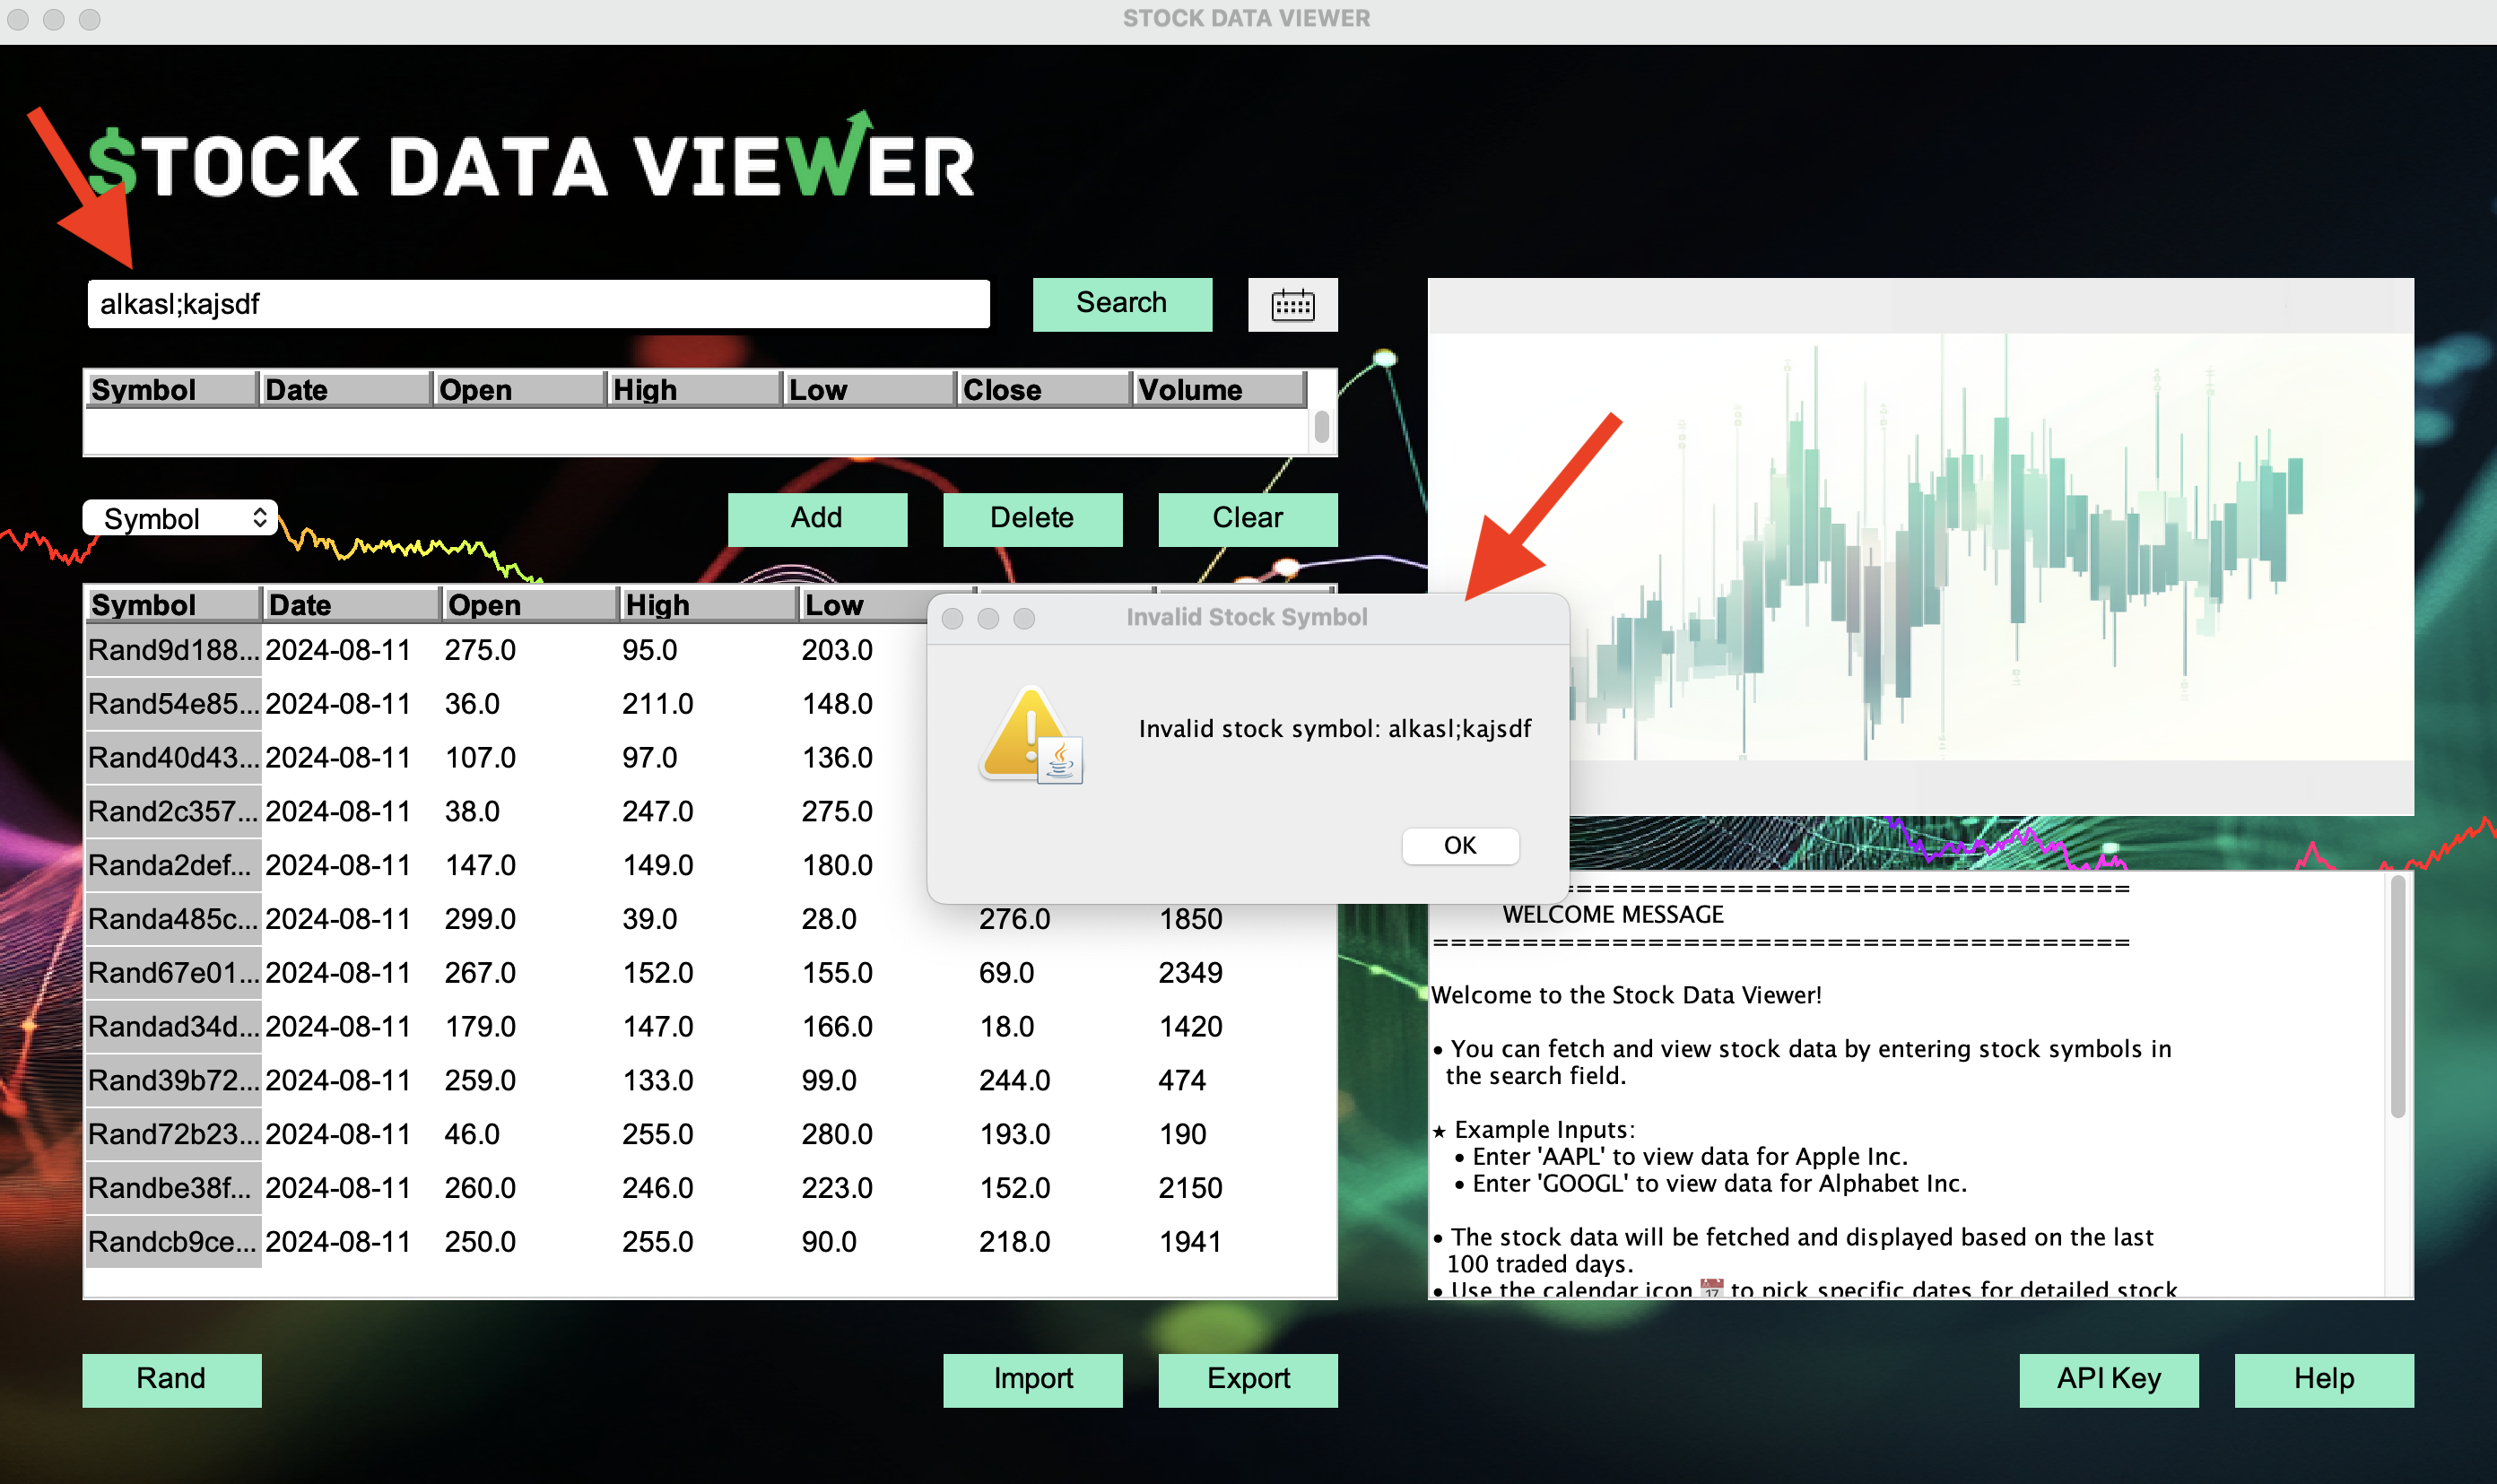 STOCK DATA VIEWER
$TOCK DATA VIEWER
alkasl;kajsdf
Search
Symbol Date Open High Low Close Volume
Symbol
Add Delete Clear
Symbol Date Open High Low
Rand9d188... 2024-08-11 275.0 95.0 203.0
Rand54e85... 2024-08-11 36.0 211.0 148.0
Rand40d43... 2024-08-11 107.0 97.0 136.0
Rand2c357... 2024-08-11 38.0 247.0 275.0
Randa2def... 2024-08-11 147.0 149.0 180.0
Randa485c... 2024-08-11 299.0 39.0 28.0 276.0 1850
Rand67e01... 2024-08-11 267.0 152.0 155.0 69.0 2349
Randad34d... 2024-08-11 179.0 147.0 166.0 18.0 1420
Rand39b72... 2024-08-11 259.0 133.0 99.0 244.0 474
Rand72b23... 2024-08-11 46.0 255.0 280.0 193.0 190
Randbe38f... 2024-08-11 260.0 246.0 223.0 152.0 2150
Randcb9ce... 2024-08-11 250.0 255.0 90.0 218.0 1941
Invalid Stock Symbol
Invalid stock symbol: alkasl;kajsdf
OK
WELCOME MESSAGE
=======================================
Welcome to the Stock Data Viewer!
• You can fetch and view stock data by entering stock symbols in
the search field.
★ Example Inputs:
• Enter 'AAPL' to view data for Apple Inc.
• Enter 'GOOGL' to view data for Alphabet Inc.
• The stock data will be fetched and displayed based on the last
100 traded days.
• Use the calendar icon 📅 to pick specific dates for detailed stock
Rand
Import Export
API Key Help